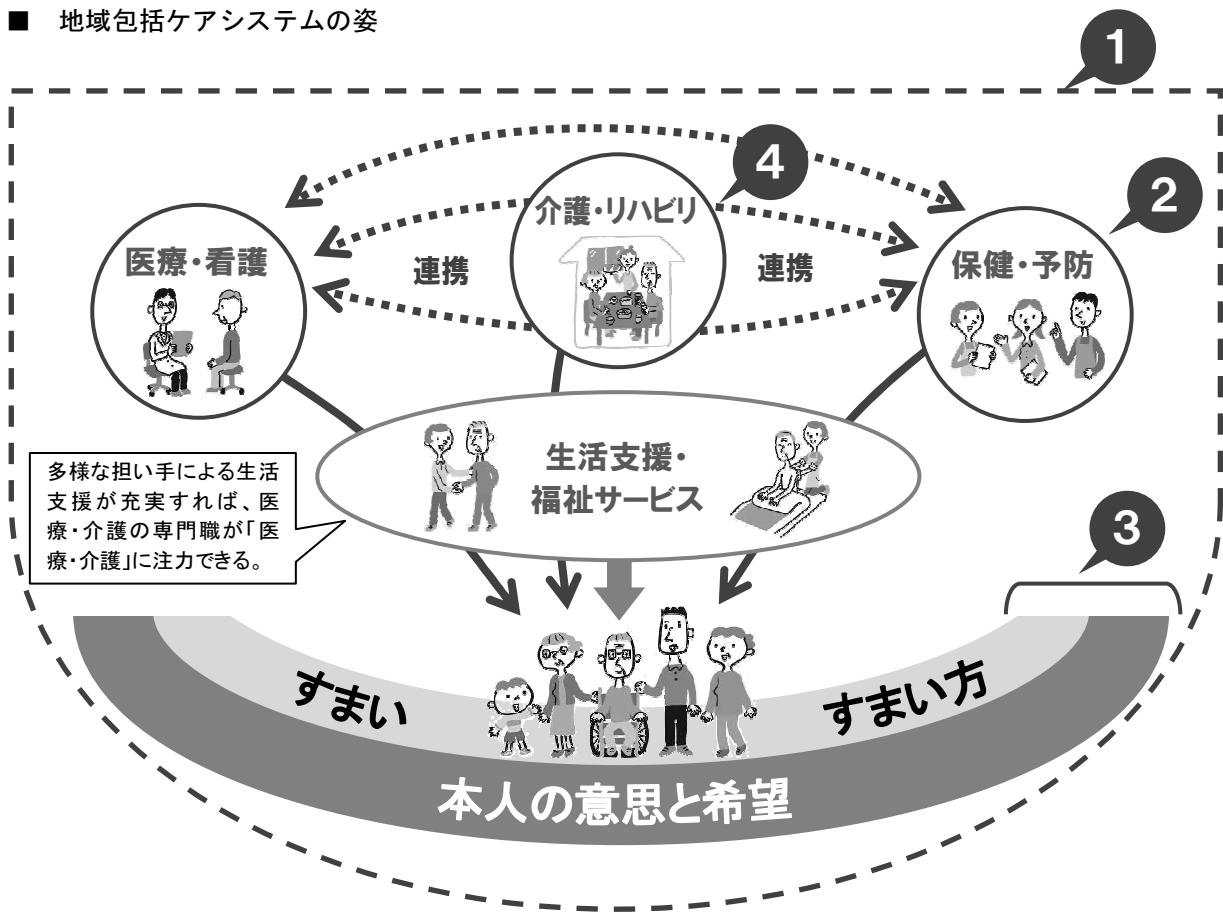 ■ 地域包括ケアシステムの姿
1
4
2
介護・リハビリ
医療・看護
保健・予防
連携
連携
生活支援・
福祉サービス
多様な担い手による生活
支援が充実すれば、医
療・介護の専門職が「医
療・介護」に注力できる。
3
すまい
すまい方
本人の意思と希望